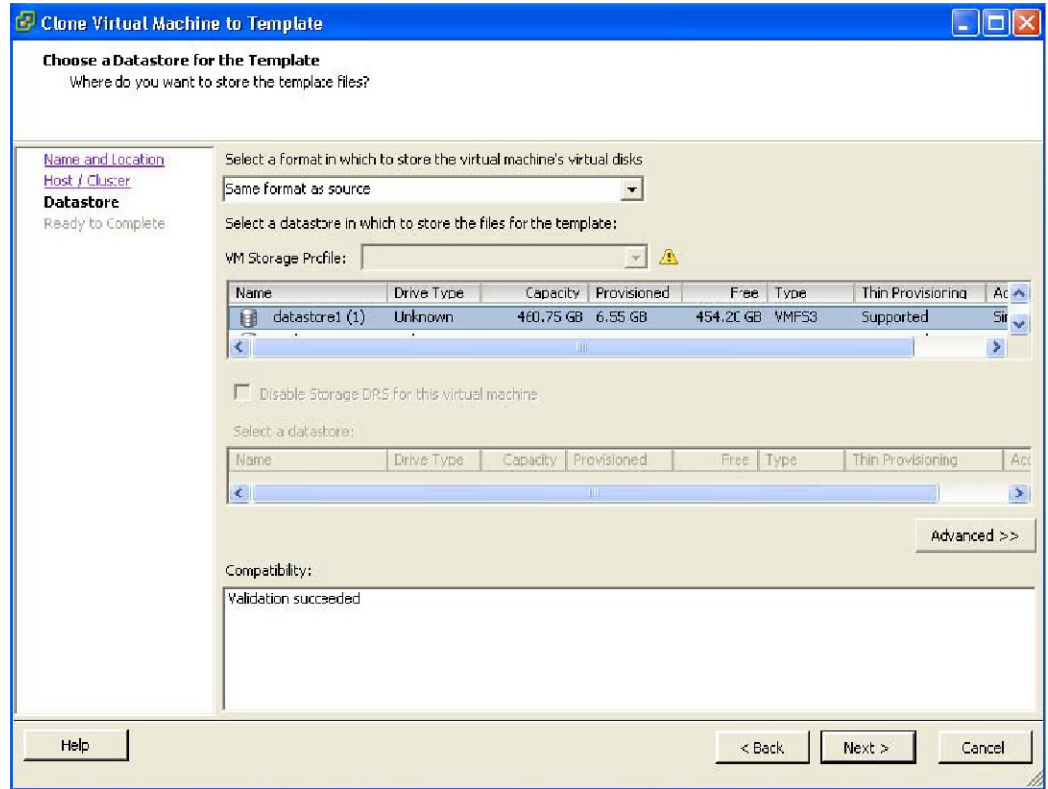 Clone Virtual Machine to Template
Choose a Datastore for the Template
Where do you want to store the template files?
Name and Location
Host / Cluster
Datastore
Ready to Complete
Select a format in which to store the virtual machine's virtual disks
Same format as source
Select a datastore in which to store the files for the template:
VM Storage Profile:
Name Drive Type Capacity Provisioned Free Type Thin Provisioning Ac
datastore1 (1) Unknown 460.75 GB 6.55 GB 454.20 GB VMFS3 Supported Sin
Disable Storage DRS for this virtual machine
Select a datastore:
Name Drive Type Capacity Provisioned Free Type Thin Provisioning Acc
Advanced >>
Compatibility:
Validation succeeded
Help
< Back
Next >
Cancel